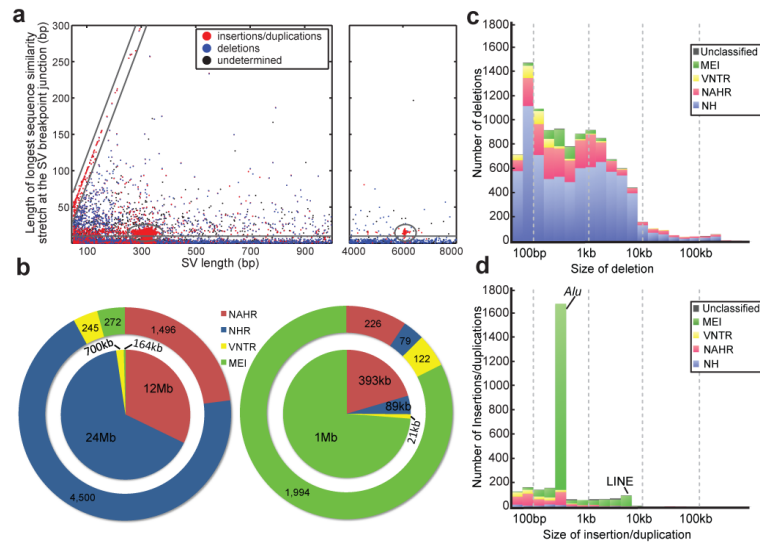 a
Length of longest sequence similarity
stretch at the SV breakpoint junction (bp)
300
250
200
150
100
50
insertions/duplications
deletions
undetermined
100 200 300 400 500 600 700 800 900
4000 6000 8000
SV length (bp)
b
245
272
1,496
700kb
164kb
12Mb
24Mb
4,500
NAHR
NHR
VNTR
MEI
226
79
122
393kb
89kb
21kb
1Mb
1,994
c
Number of deletions
1800
1600
1400
1200
1000
800
600
400
200
0
Unclassified
MEI
VNTR
NAHR
NH
100bp 1kb 10kb 100kb
Size of deletion
d
Number of Insertions/duplications
1800
1600
1400
1200
1000
800
600
400
200
0
Alu
LINE
Unclassified
MEI
VNTR
NAHR
NH
100bp 1kb 10kb 100kb
Size of insertion/duplication